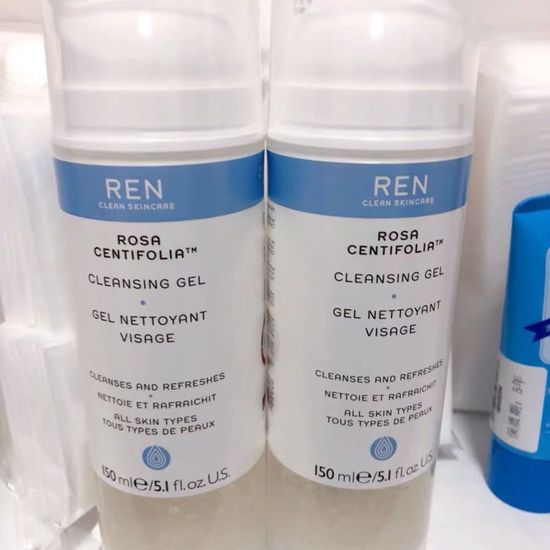 REN
CLEAN SKINCARE
ROSA
CENTIFOLIA™
CLEANSING GEL
GEL NETTOYANT
VISAGE
CLEANSES AND REFRESHES
NETTOIE ET RAFRAICHIT
ALL SKIN TYPES
TOUS TYPES DE PEAUX
150 ml℮/5.1 fl.oz.U.S.
REN
CLEAN SKINCARE
ROSA
CENTIFOLIA™
CLEANSING GEL
GEL NETTOYANT
VISAGE
CLEANSES AND REFRESHES
NETTOIE ET RAFRAICHIT
ALL SKIN TYPES
TOUS TYPES DE PEAUX
150 ml℮/5.1 fl.oz.U.S.